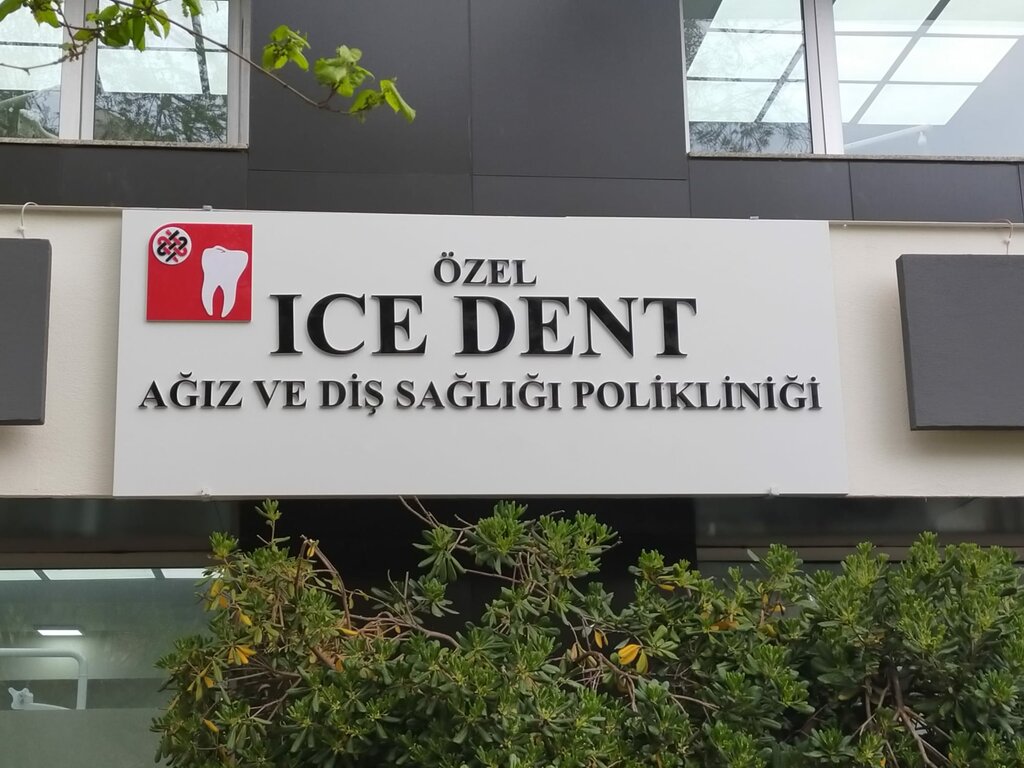 ÖZEL
ICE DENT
AĞIZ VE DİŞ SAĞLIĞI POLİKLİNİĞİ